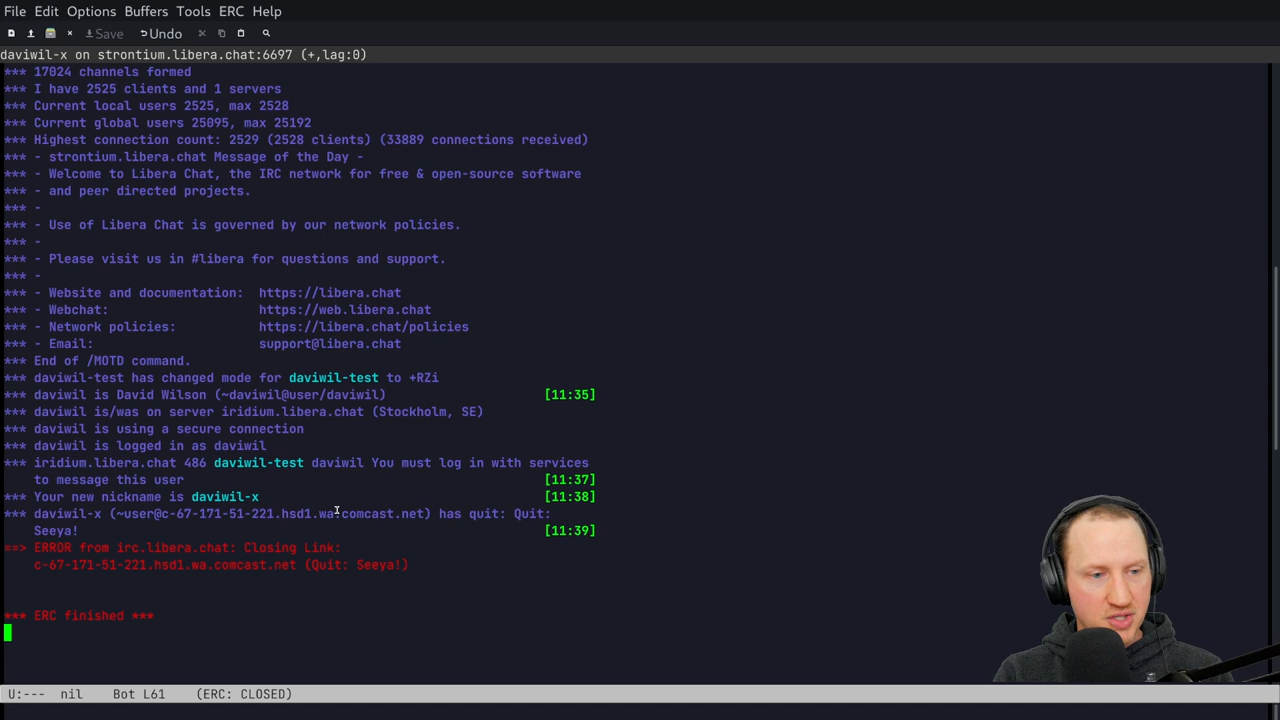 File Edit Options Buffers Tools ERC Help
Save Undo
daviwil-x on strontium.libera.chat:6697 (+,lag:0)
*** 17024 channels formed
*** I have 2525 clients and 1 servers
*** Current local users 2525, max 2528
*** Current global users 25095, max 25192
*** Highest connection count: 2529 (2528 clients) (33889 connections received)
*** - strontium.libera.chat Message of the Day -
*** - Welcome to Libera Chat, the IRC network for free & open-source software
*** - and peer directed projects.
*** -
*** - Use of Libera Chat is governed by our network policies.
*** -
*** - Please visit us in #libera for questions and support.
*** -
*** - Website and documentation: https://libera.chat
*** - Webchat: https://web.libera.chat
*** - Network policies: https://libera.chat/policies
*** - Email: support@libera.chat
*** End of /MOTD command.
*** daviwil-test has changed mode for daviwil-test to +RZi
*** daviwil is David Wilson (~daviwil@user/daviwil) [11:35]
*** daviwil is/was on server iridium.libera.chat (Stockholm, SE)
*** daviwil is using a secure connection
*** daviwil is logged in as daviwil
*** iridium.libera.chat 486 daviwil-test daviwil You must log in with services
to message this user [11:37]
*** Your new nickname is daviwil-x [11:38]
*** daviwil-x (~user@c-67-171-51-221.hsd1.wa.comcast.net) has quit: Quit:
Seeya! [11:39]
==> ERROR from irc.libera.chat: Closing Link:
c-67-171-51-221.hsd1.wa.comcast.net (Quit: Seeya!)
*** ERC finished ***
U:--- nil Bot L61 (ERC: CLOSED)